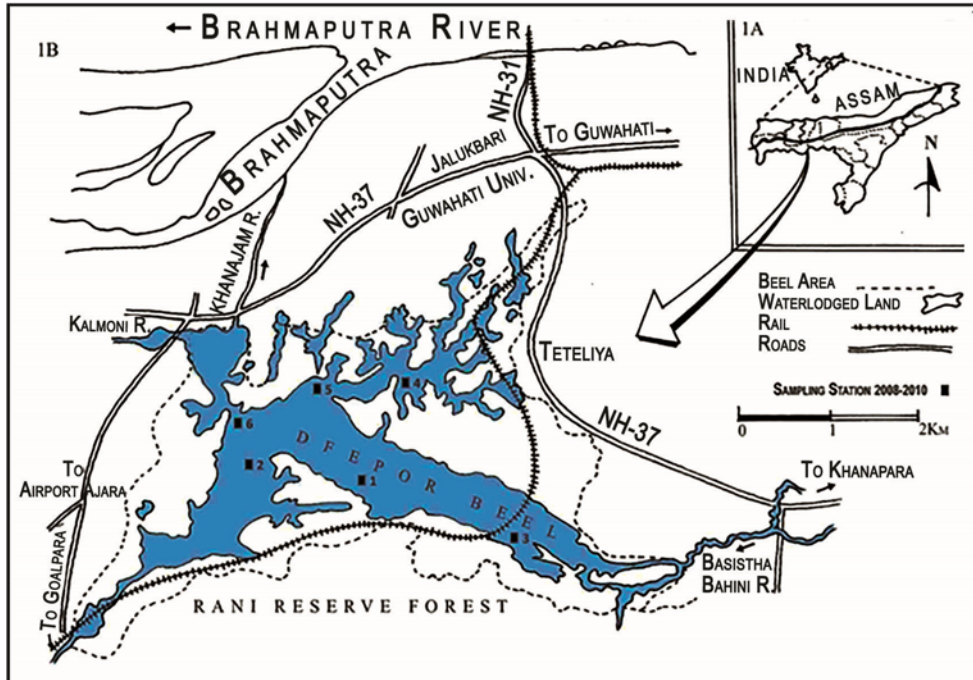 1
1B
← BRAHMAPUTRA RIVER
1A
INDIA
ASSAM
N
NH-31
TO GUWAHATI
BRAHMAPUTRA
JALUKBARI
NH-37
GUWAHATI UNIV.
KHANAJAM R.
KALMONI R.
TETELIYA
BEEL AREA
WATERLODGED LAND
RAIL
ROADS
SAMPLING STATION 2008-2010
0 1 2KM
5
4
6
2
1
3
DFEPOR BEEL
NH-37
TO KHANAPARA
TO
AIRPORT AJARA
TO GOALPARA
BASISTHA
BAHINI R.
RANI RESERVE FOREST